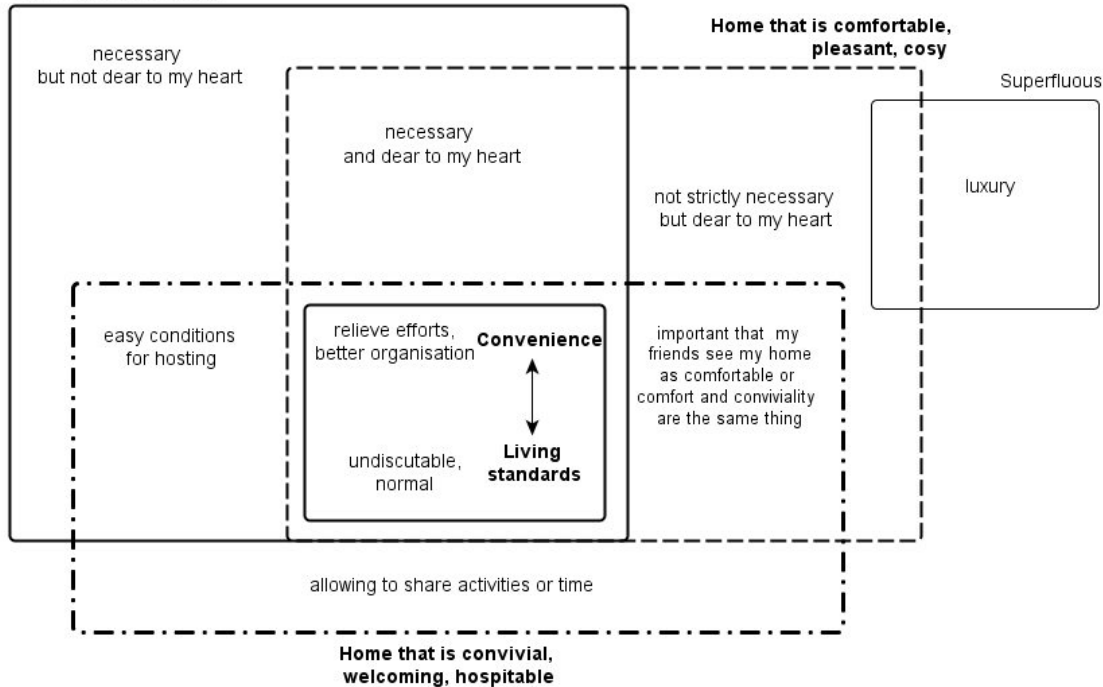 necessary
but not dear to my heart
Home that is comfortable,
pleasant, cosy
Superfluous
necessary
and dear to my heart
not strictly necessary
but dear to my heart
luxury
easy conditions
for hosting
relieve efforts,
better organisation
Convenience
important that my
friends see my home
as comfortable or
comfort and conviviality
are the same thing
undiscutable,
normal
Living
standards
allowing to share activities or time
Home that is convivial,
welcoming, hospitable